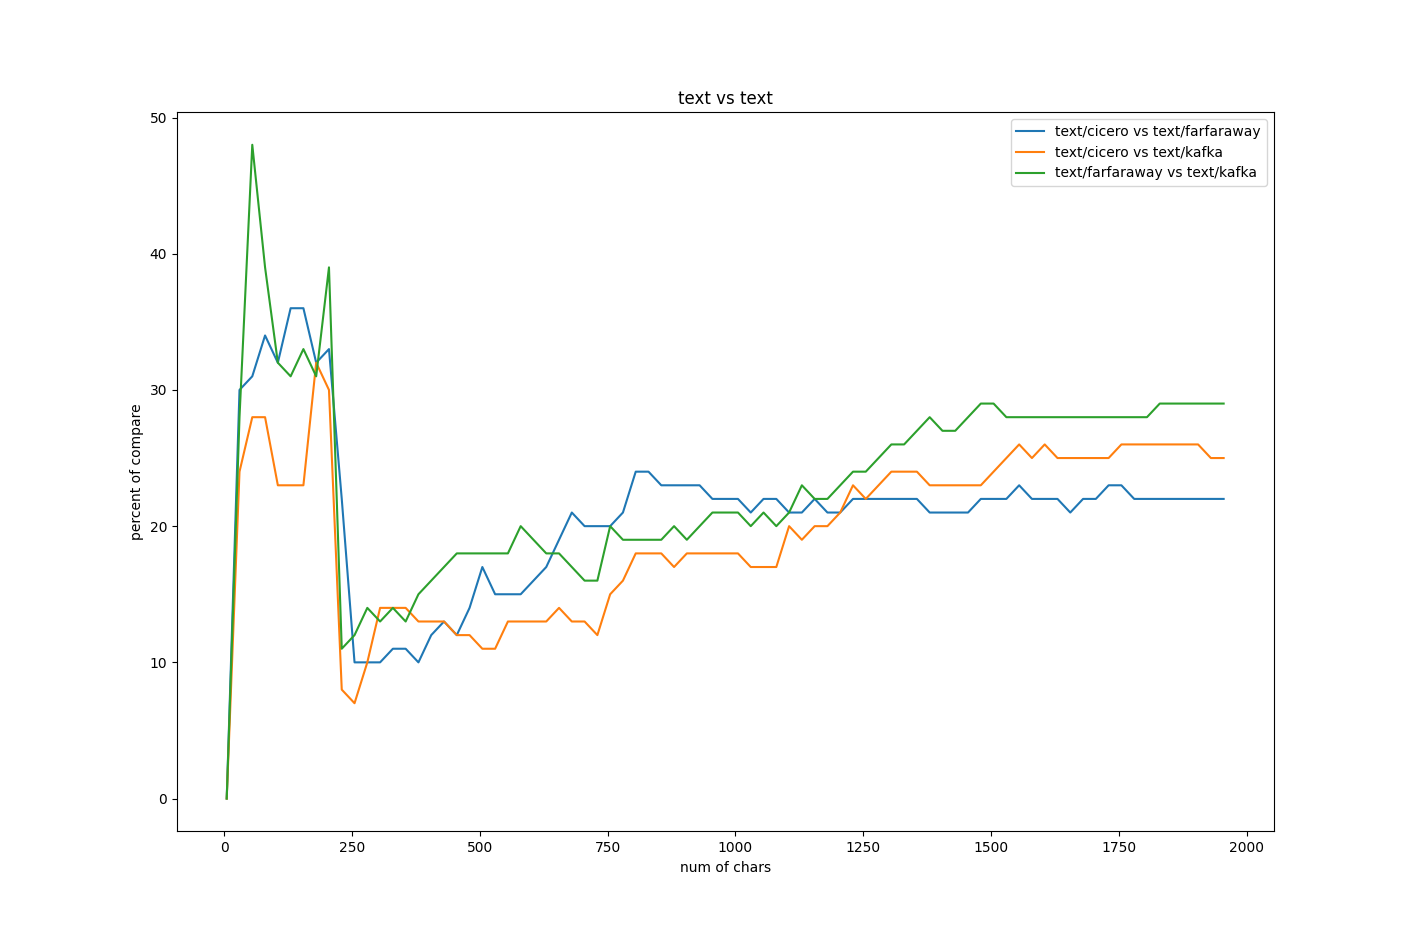 text vs text
text/cicero vs text/farfaraway
text/cicero vs text/kafka
text/farfaraway vs text/kafka
percent of compare
50
40
30
20
10
0
0 250 500 750 1000 1250 1500 1750 2000
num of chars